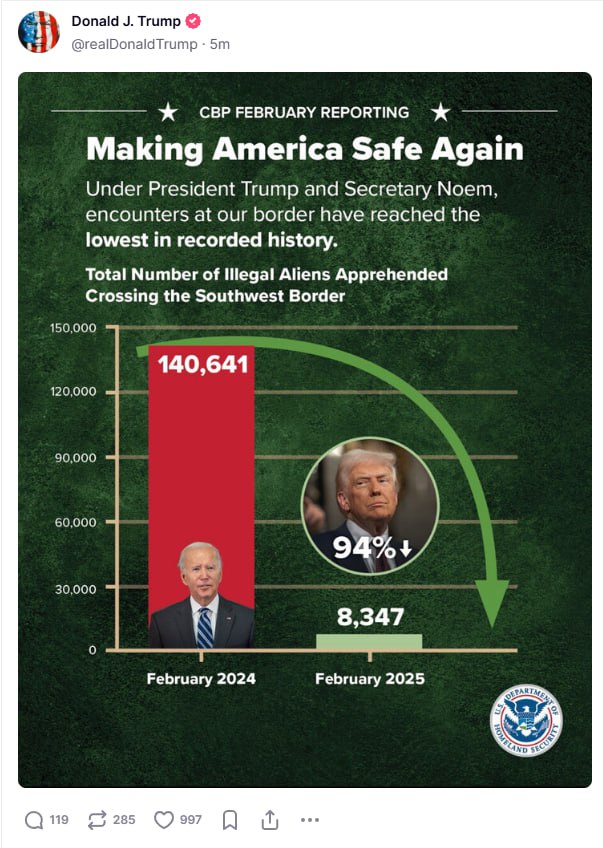 Donald J. Trump
@realDonaldTrump · 5m
CBP FEBRUARY REPORTING
Making America Safe Again
Under President Trump and Secretary Noem,
encounters at our border have reached the
lowest in recorded history.
Total Number of Illegal Aliens Apprehended
Crossing the Southwest Border
150,000
140,641
120,000
90,000
94%↓
60,000
30,000
8,347
0
February 2024 February 2025
U.S. DEPARTMENT OF
HOMELAND SECURITY
119 285 997